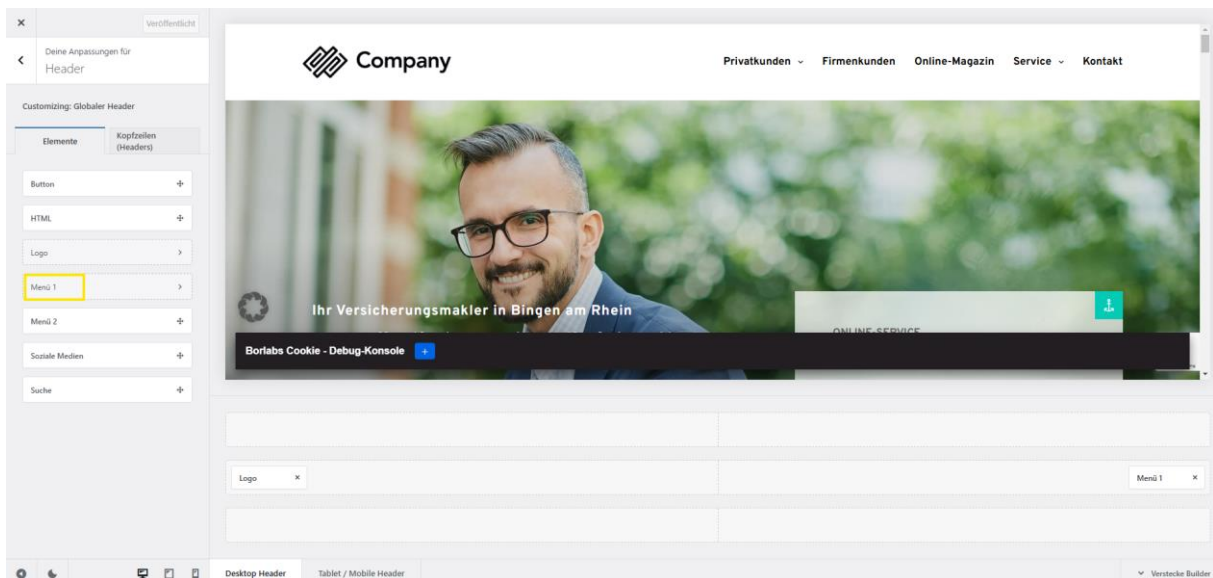 Veröffentlicht
Deine Anpassungen für
Header
Customizing: Globaler Header
Elemente
Kopfzeilen
(Headers)
Button
HTML
Logo
Menü 1
Menü 2
Soziale Medien
Suche
Company
Privatkunden
Firmenkunden
Online-Magazin
Service
Kontakt
Ihr Versicherungsmakler in Bingen am Rhein
ONLINE-SERVICE
Borlabs Cookie - Debug-Konsole
Logo
Menü 1
Desktop Header
Tablet / Mobile Header
Verstecke Builder